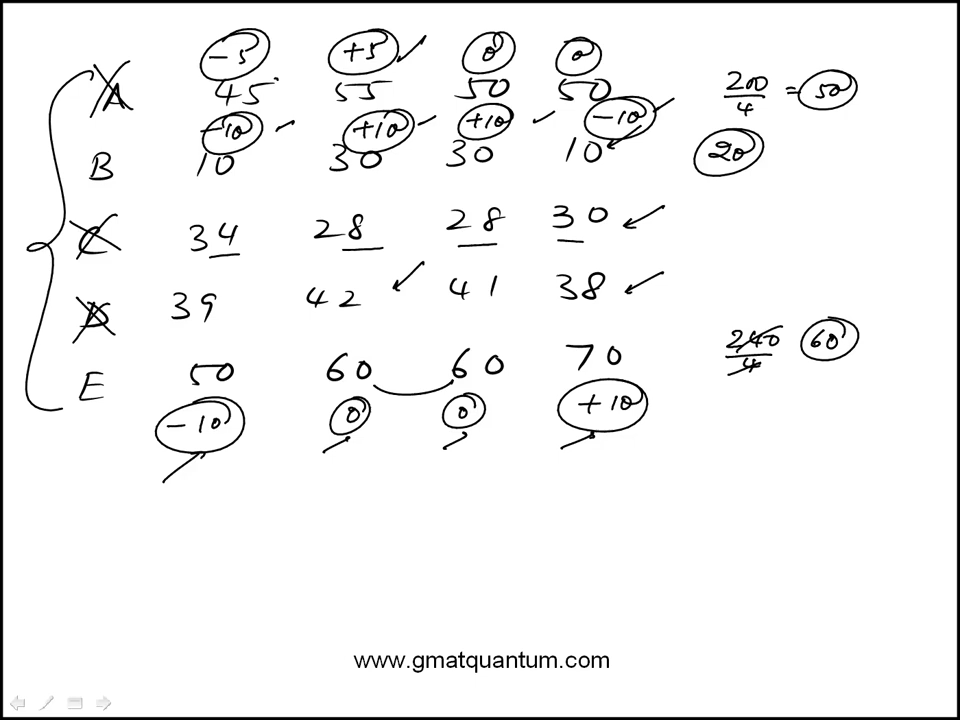 -5 +5 0 0
A 45 55 50 50 200/4 = 50
-10 +10 +10 -10
B 10 30 30 10 20
C 34 28 28 30
D 39 42 41 38
E 50 60 60 70 240/4 60
-10 0 0 +10
www.gmatquantum.com